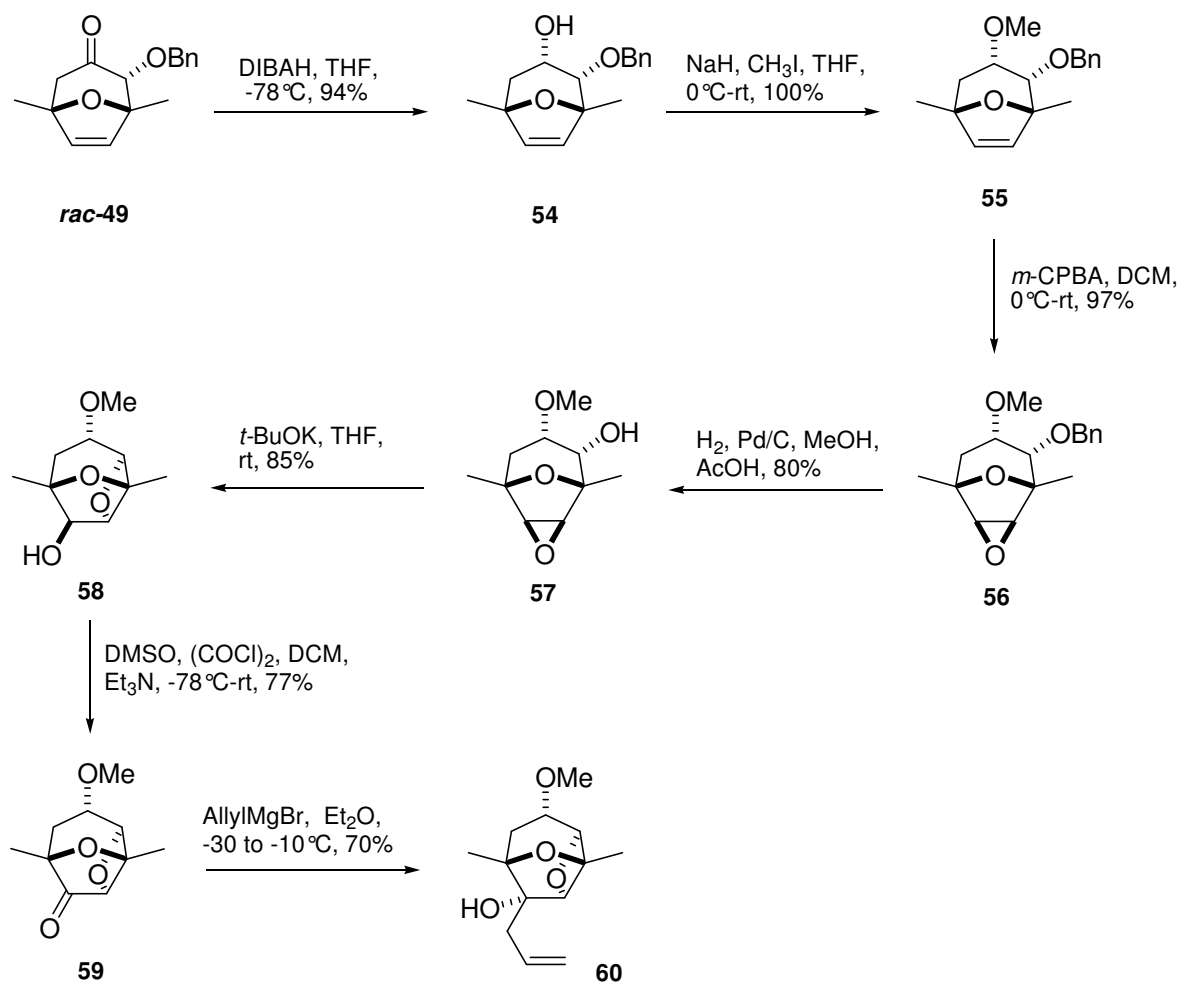 O
OBn
O
rac-49
DIBAH, THF,
-78°C, 94%
OH
OBn
O
54
NaH, CH3I, THF,
0°C-rt, 100%
OMe
OBn
O
55
m-CPBA, DCM,
0°C-rt, 97%
OMe
OBn
O
O
56
H2, Pd/C, MeOH,
AcOH, 80%
OMe
OH
O
O
57
t-BuOK, THF,
rt, 85%
OMe
O
O
HO
58
DMSO, (COCl)2, DCM,
Et3N, -78°C-rt, 77%
OMe
O
O
O
59
AllylMgBr, Et2O,
-30 to -10°C, 70%
OMe
O
O
HO
60